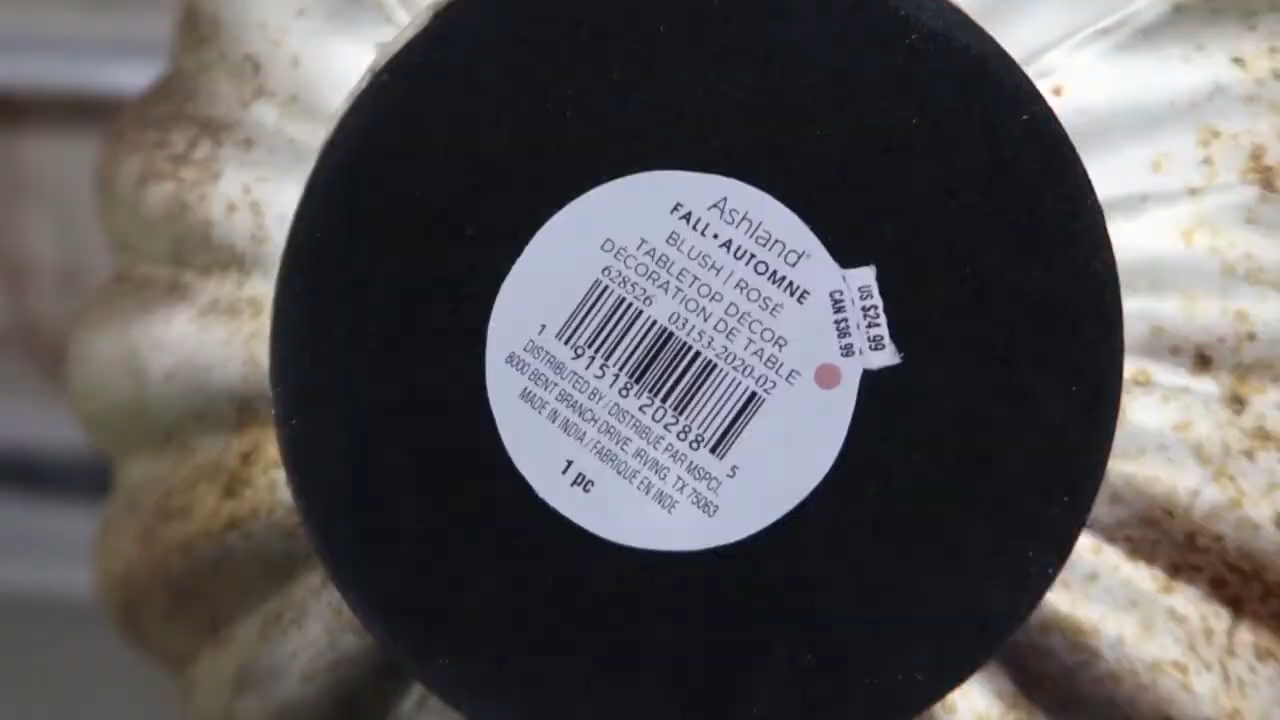 Ashland®
FALL•AUTOMNE
BLUSH | ROSÉ
TABLETOP DÉCOR
DÉCORATION DE TABLE
628526 03153-2020-02
1 91518 20288 5
DISTRIBUTED BY / DISTRIBUÉ PAR MSPCI,
8000 BENT BRANCH DRIVE, IRVING, TX 75063
MADE IN INDIA / FABRIQUÉ EN INDE
1 pc
US $24.99
CAN $36.99